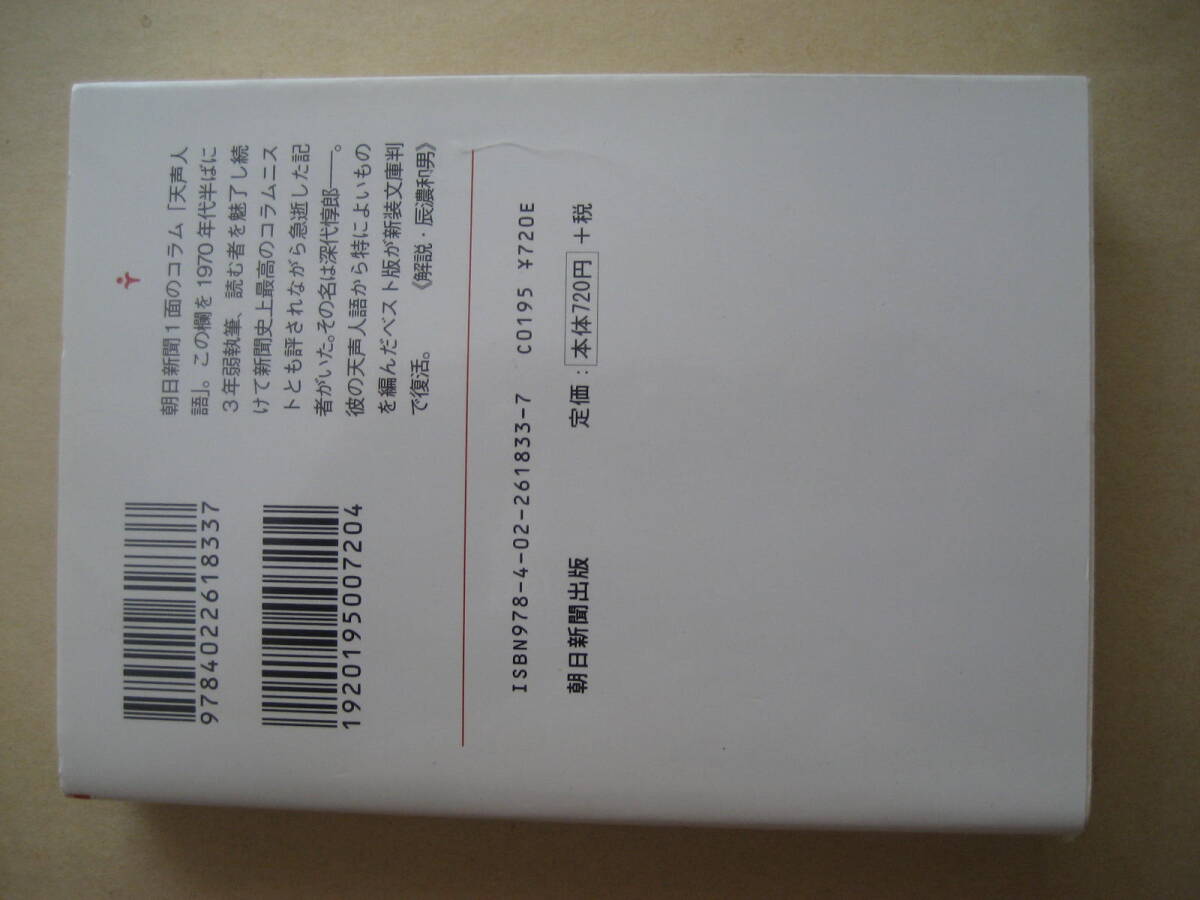 朝日新聞1面のコラム「天声人
語」。この欄を1970年代半ばに
3年弱執筆、読む者を魅了し続
けて新聞史上最高のコラムニス
トとも評されながら急逝した記
者がいた。その名は深代惇郎――。
彼の天声人語から特によいもの
を編んだベスト版が新装文庫判
で復活。《解説・辰濃和男》
9784022618337
1920195007204
ISBN978-4-02-261833-7 C0195 ¥720E
朝日新聞出版 定価：本体720円+税